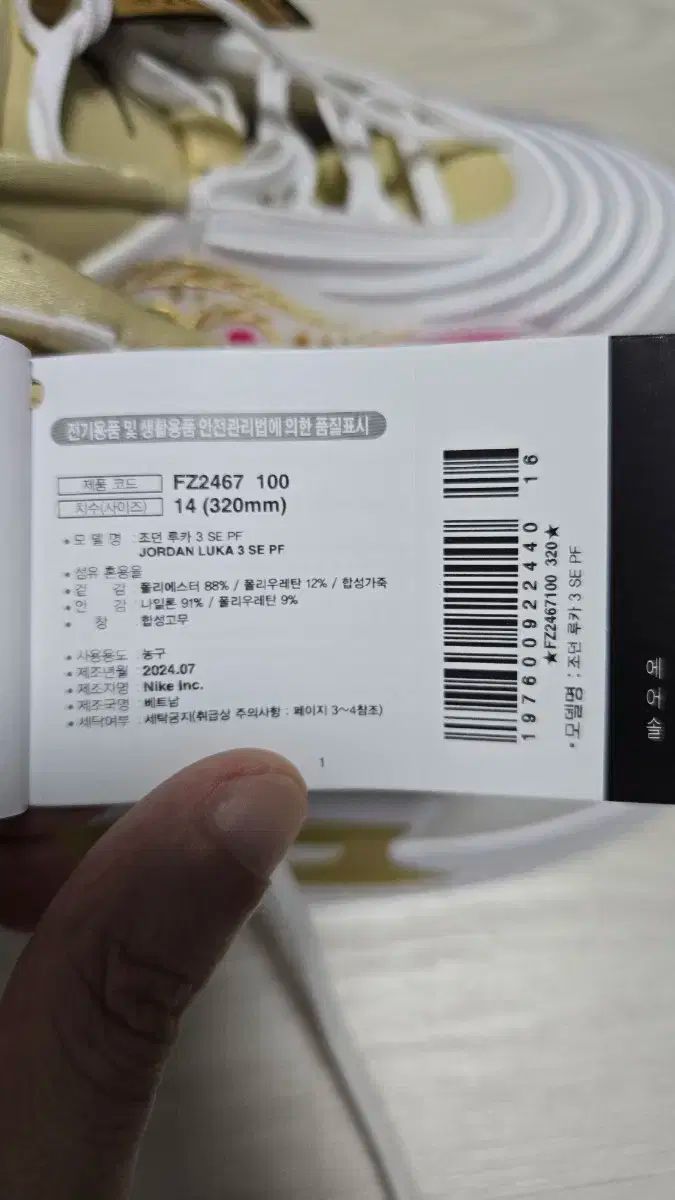 전기용품 및 생활용품 안전관리법에 의한 품질표시
제품 코드 FZ2467 100
치수(사이즈) 14 (320mm)
• 모 델 명 : 조던 루카 3 SE PF
JORDAN LUKA 3 SE PF
• 섬유 혼용율
• 겉 감 : 폴리에스터 88% / 폴리우레탄 12% / 합성가죽
• 안 감 : 나일론 91% / 폴리우레탄 9%
• 창 : 합성고무
• 사용용도 : 농구
• 제조년월 : 2024.07
• 제조자명 : Nike Inc.
• 제조국명 : 베트남
• 세탁여부 : 세탁금지(취급상 주의사항 : 페이지 3~4참조)
1
16
197600922440
★FZ2467100 320★
• 모델명 : 조던 루카 3 SE PF
에어솔